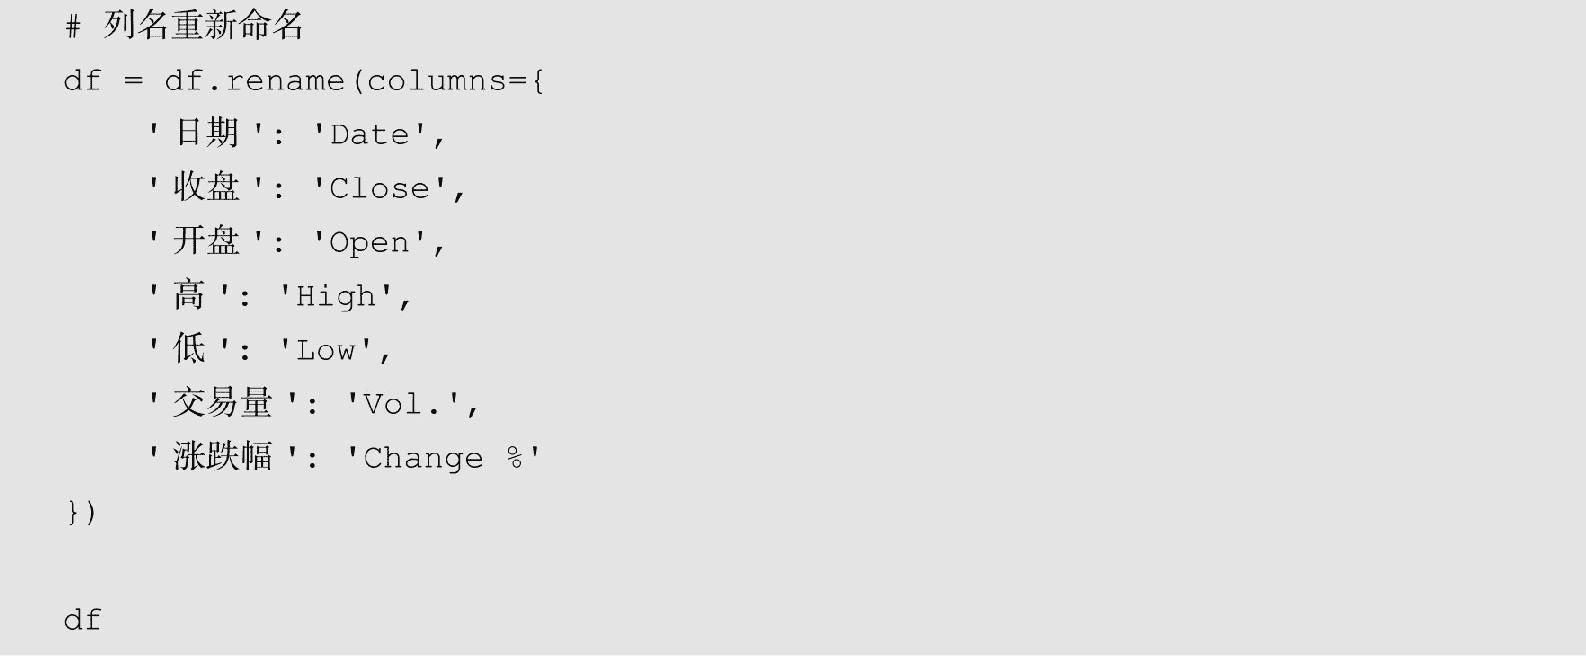 # 列名重新命名
df = df.rename(columns={
    '日期': 'Date',
    '收盘': 'Close',
    '开盘': 'Open',
    '高': 'High',
    '低': 'Low',
    '交易量': 'Vol.',
    '涨跌幅': 'Change %'
})

df